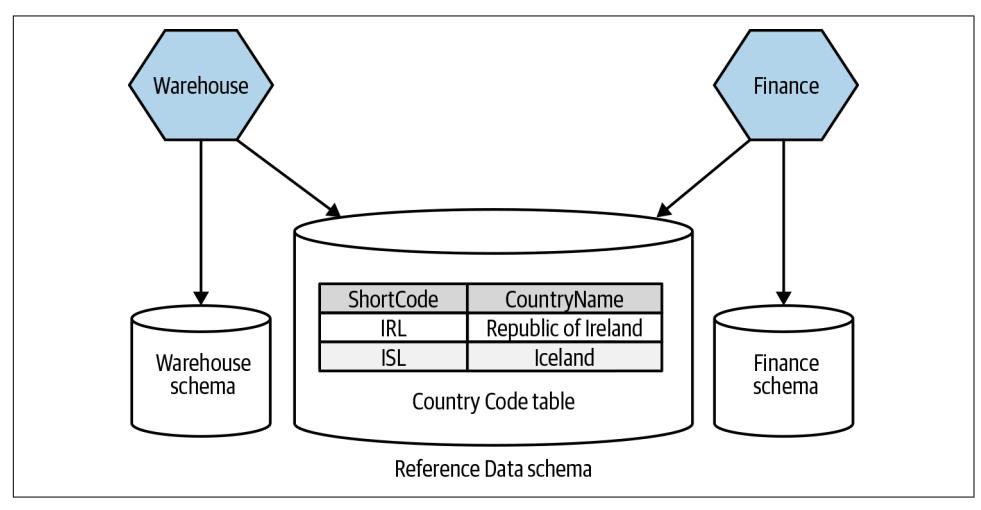 Warehouse
Finance
ShortCode CountryName
IRL Republic of Ireland
ISL Iceland
Country Code table
Warehouse
schema
Finance
schema
Reference Data schema